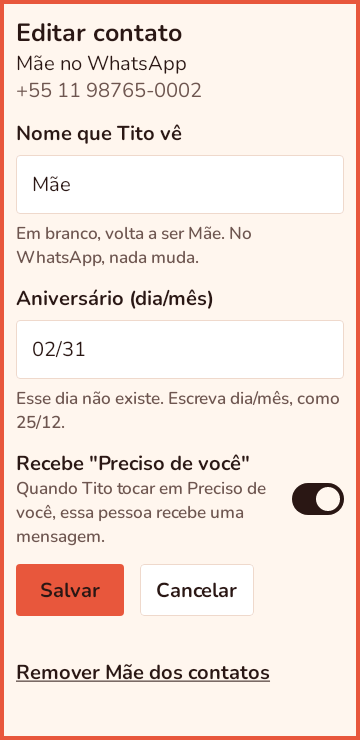 Editar contato
Mãe no WhatsApp
+55 11 98765-0002
Nome que Tito vê
Mãe
Em branco, volta a ser Mãe. No
WhatsApp, nada muda.
Aniversário (dia/mês)
02/31
Esse dia não existe. Escreva dia/mês, como
25/12.
Recebe "Preciso de você"
Quando Tito tocar em Preciso de
você, essa pessoa recebe uma
mensagem.
Salvar
Cancelar
Remover Mãe dos contatos